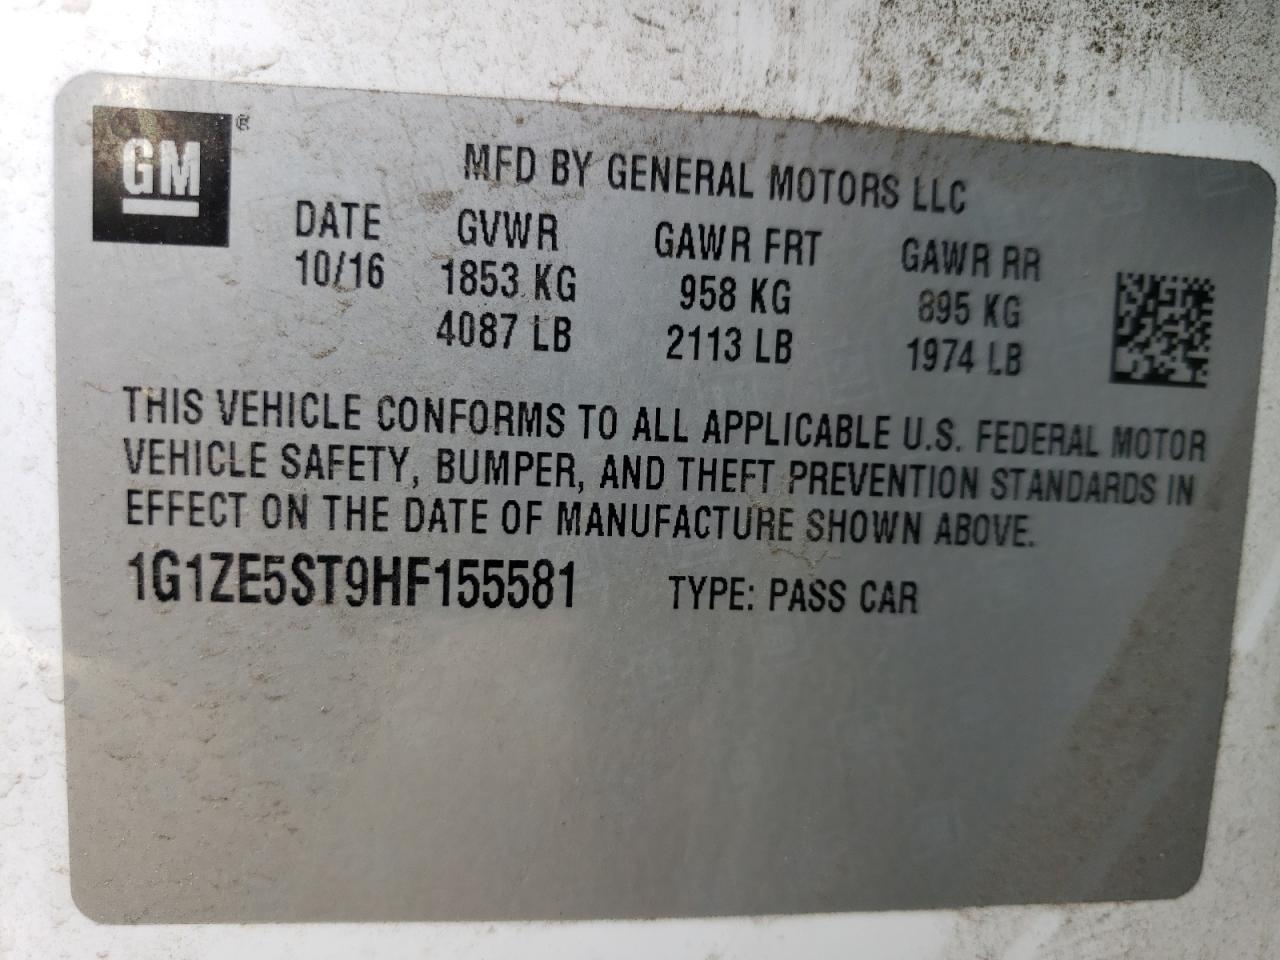 GM ®
MFD BY GENERAL MOTORS LLC
DATE GVWR GAWR FRT GAWR RR
10/16 1853 KG 958 KG 895 KG
4087 LB 2113 LB 1974 LB
THIS VEHICLE CONFORMS TO ALL APPLICABLE U.S. FEDERAL MOTOR
VEHICLE SAFETY, BUMPER, AND THEFT PREVENTION STANDARDS IN
EFFECT ON THE DATE OF MANUFACTURE SHOWN ABOVE.
1G1ZE5ST9HF155581 TYPE: PASS CAR